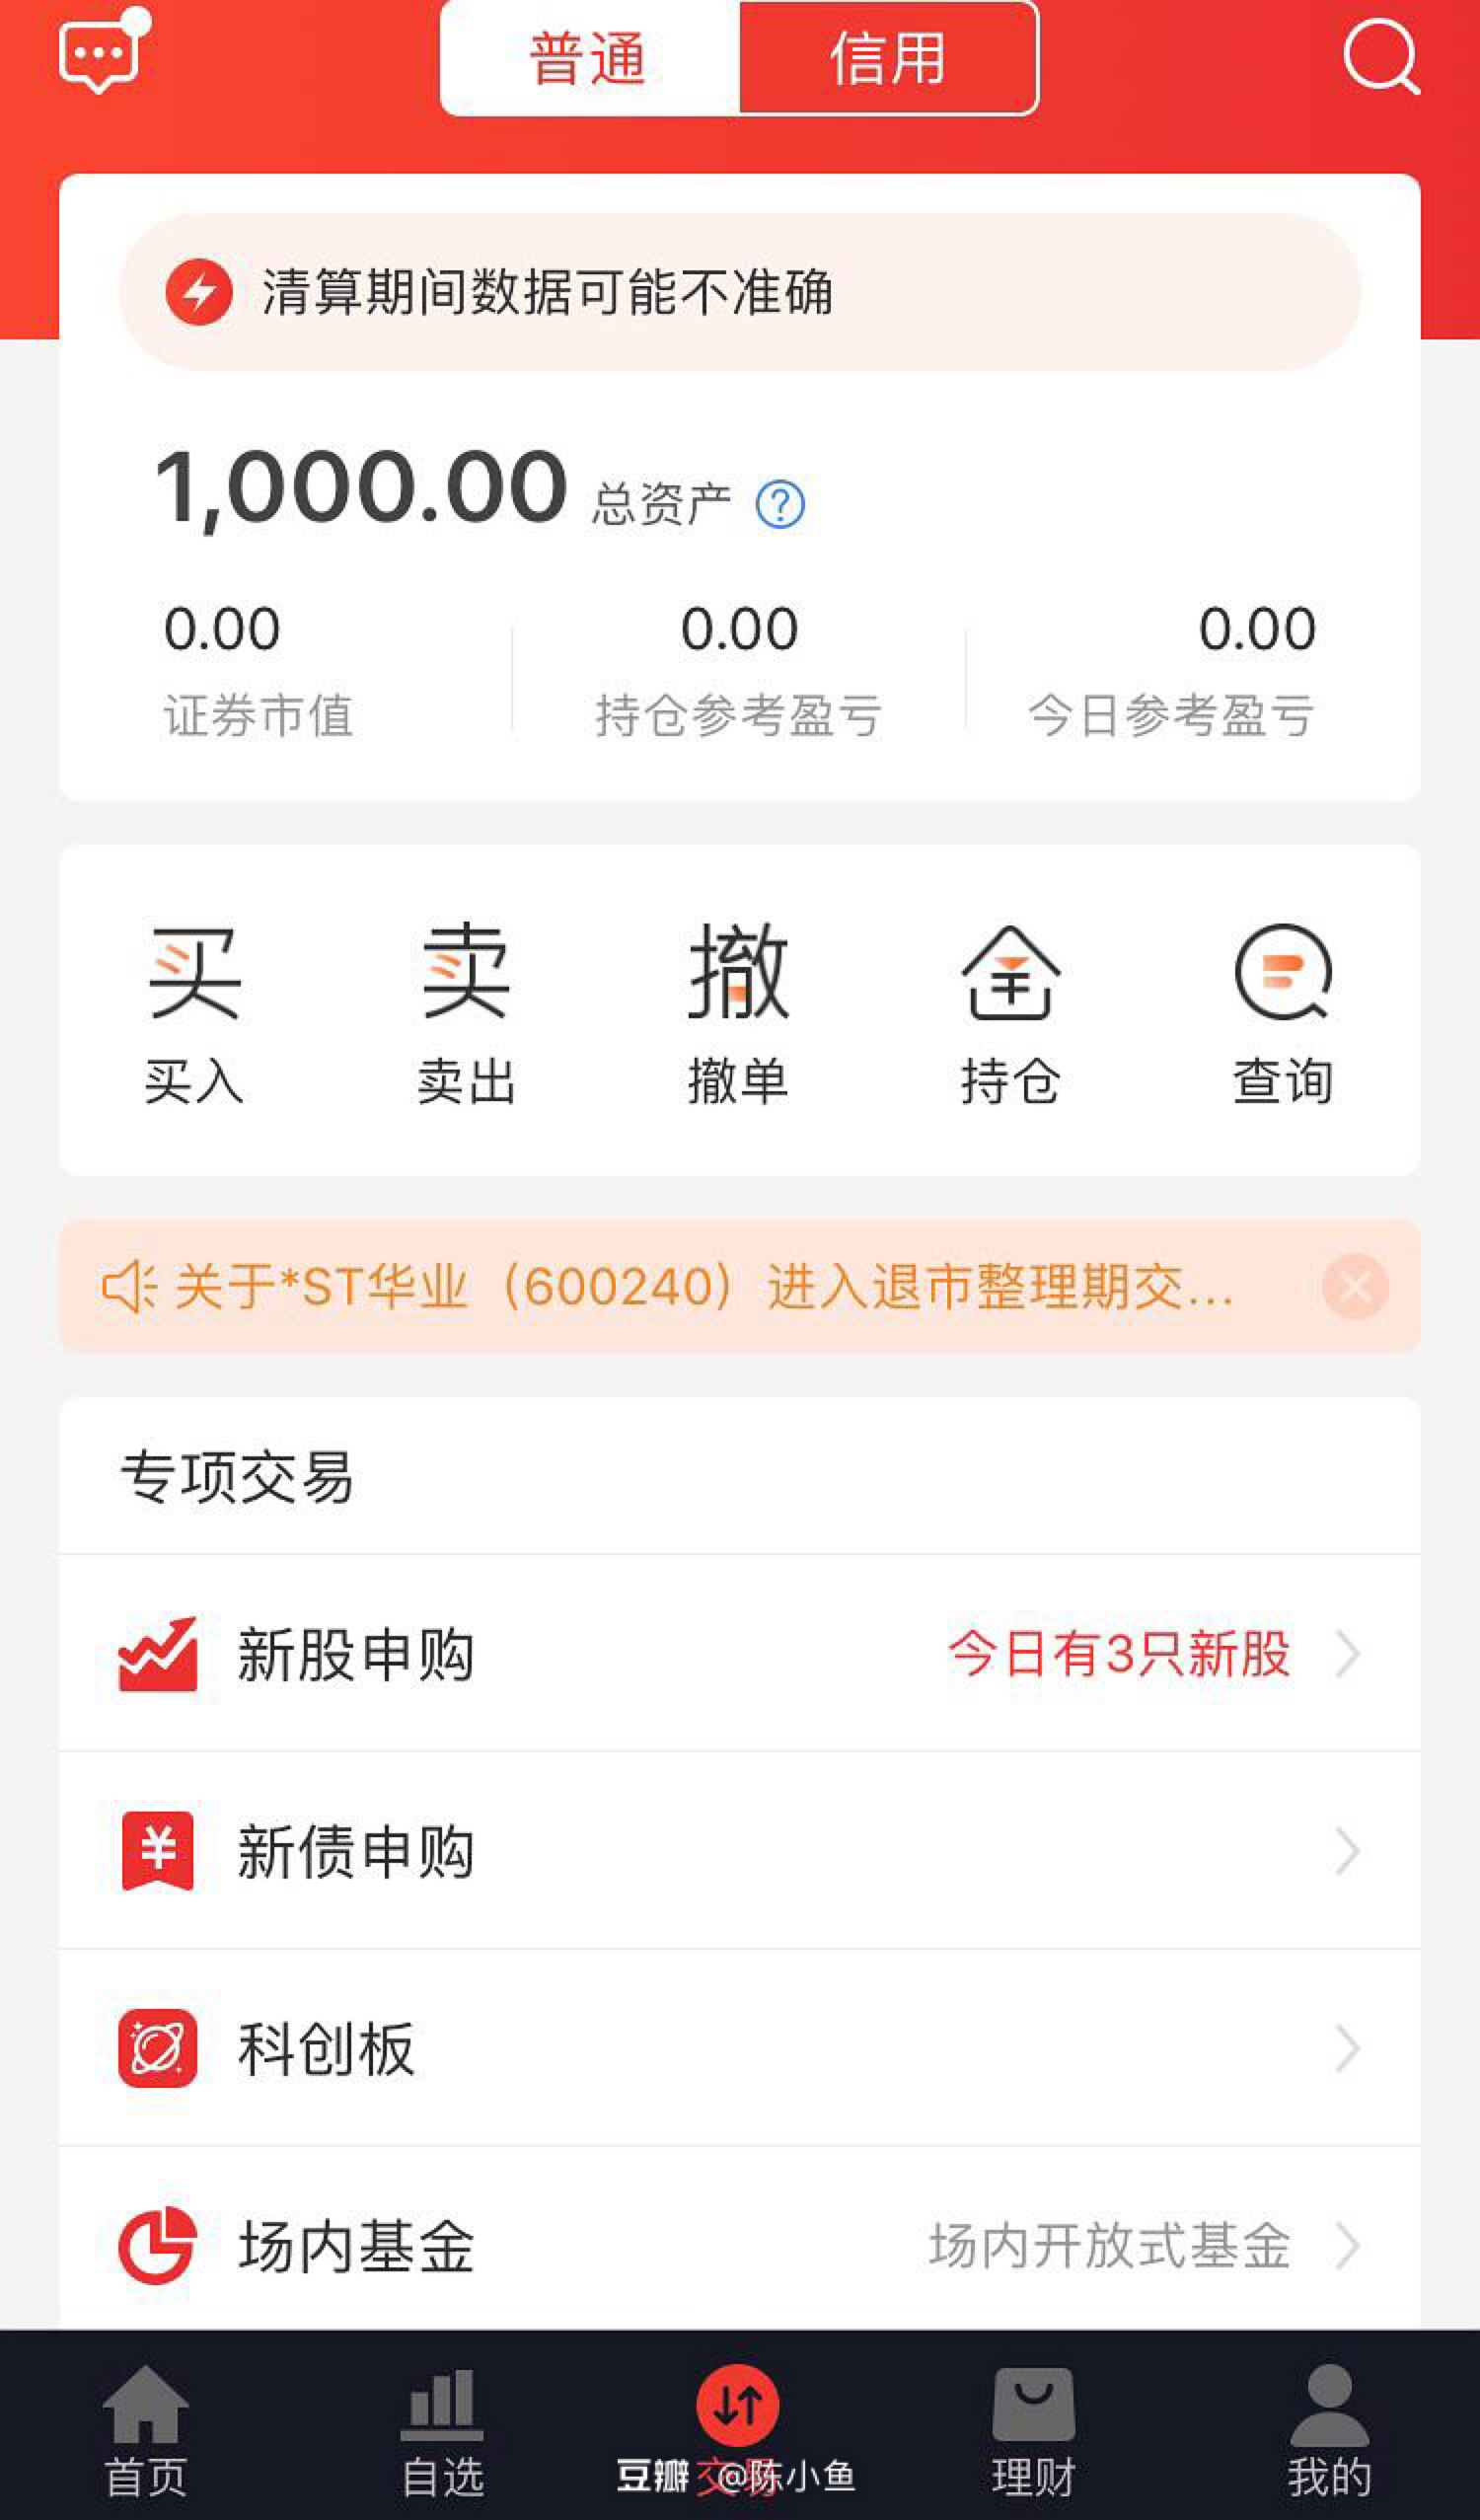 普通 信用
清算期间数据可能不准确
1,000.00 总资产 ?
0.00 0.00 0.00
证券市值 持仓参考盈亏 今日参考盈亏
买 卖 撤
买入 卖出 撤单 持仓 查询
关于*ST华业（600240）进入退市整理期交...
专项交易
新股申购 今日有3只新股
¥ 新债申购
科创板
场内基金 场内开放式基金
首页 自选 交易 理财 我的
豆瓣 @陈小鱼